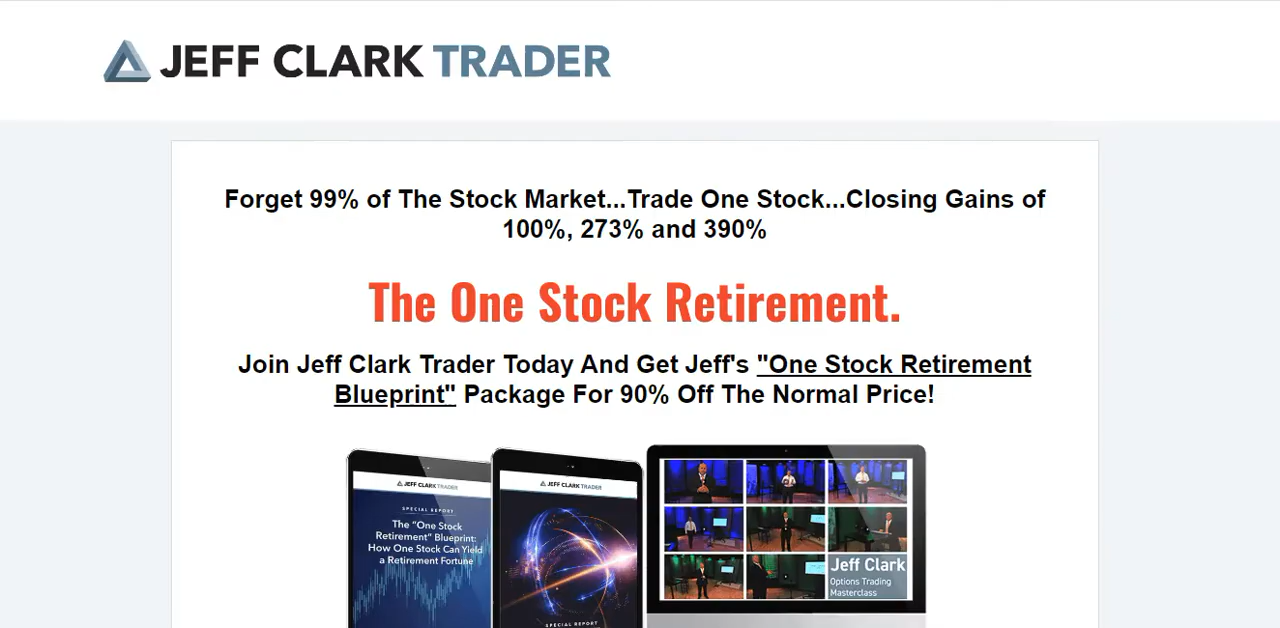 JEFF CLARK TRADER
Forget 99% of The Stock Market...Trade One Stock...Closing Gains of
100%, 273% and 390%
The One Stock Retirement.
Join Jeff Clark Trader Today And Get Jeff's "One Stock Retirement
Blueprint" Package For 90% Off The Normal Price!
JEFF CLARK TRADER
SPECIAL REPORT
The "One Stock
Retirement" Blueprint:
How One Stock Can Yield
a Retirement Fortune
JEFF CLARK TRADER
SPECIAL REPORT
Jeff Clark
Options Trading
Masterclass